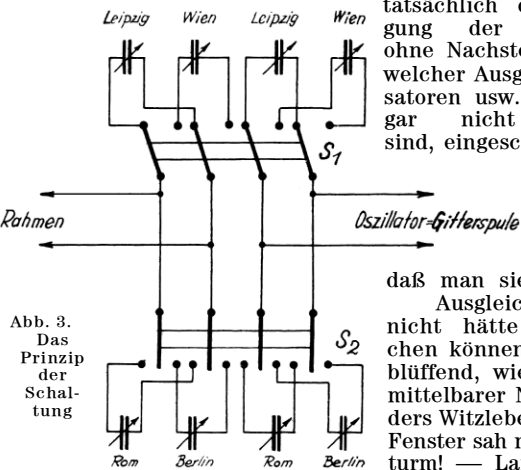 Leipzig Wien Leipzig Wien
S1
Rahmen Oszillator=Gitterspule
S2
Rom Berlin Rom Berlin
Abb. 3.
Das
Prinzip
der
Schal-
tung
tatsächlich
gung der
ohne Nachste
welcher Ausg
satoren usw.
gar nicht
sind, eingesc
daß man sie
Ausgleic
nicht hätte
chen können
blüffend, wie
mittelbarer N
ders Witzlebe
Fenster sah
turm! — La